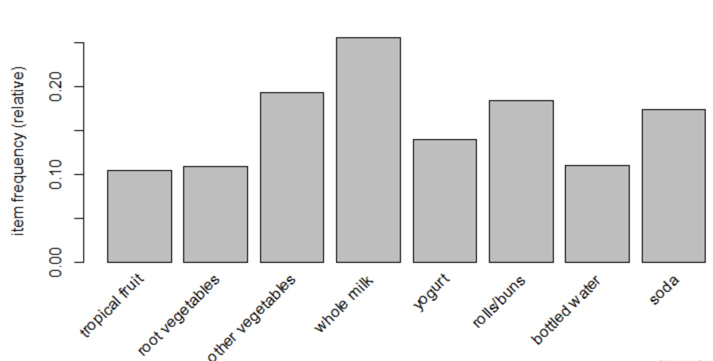 item frequency (relative)
0.20
0.10
0.00
tropical fruit
root vegetables
other vegetables
whole milk
yogurt
rolls/buns
bottled water
soda